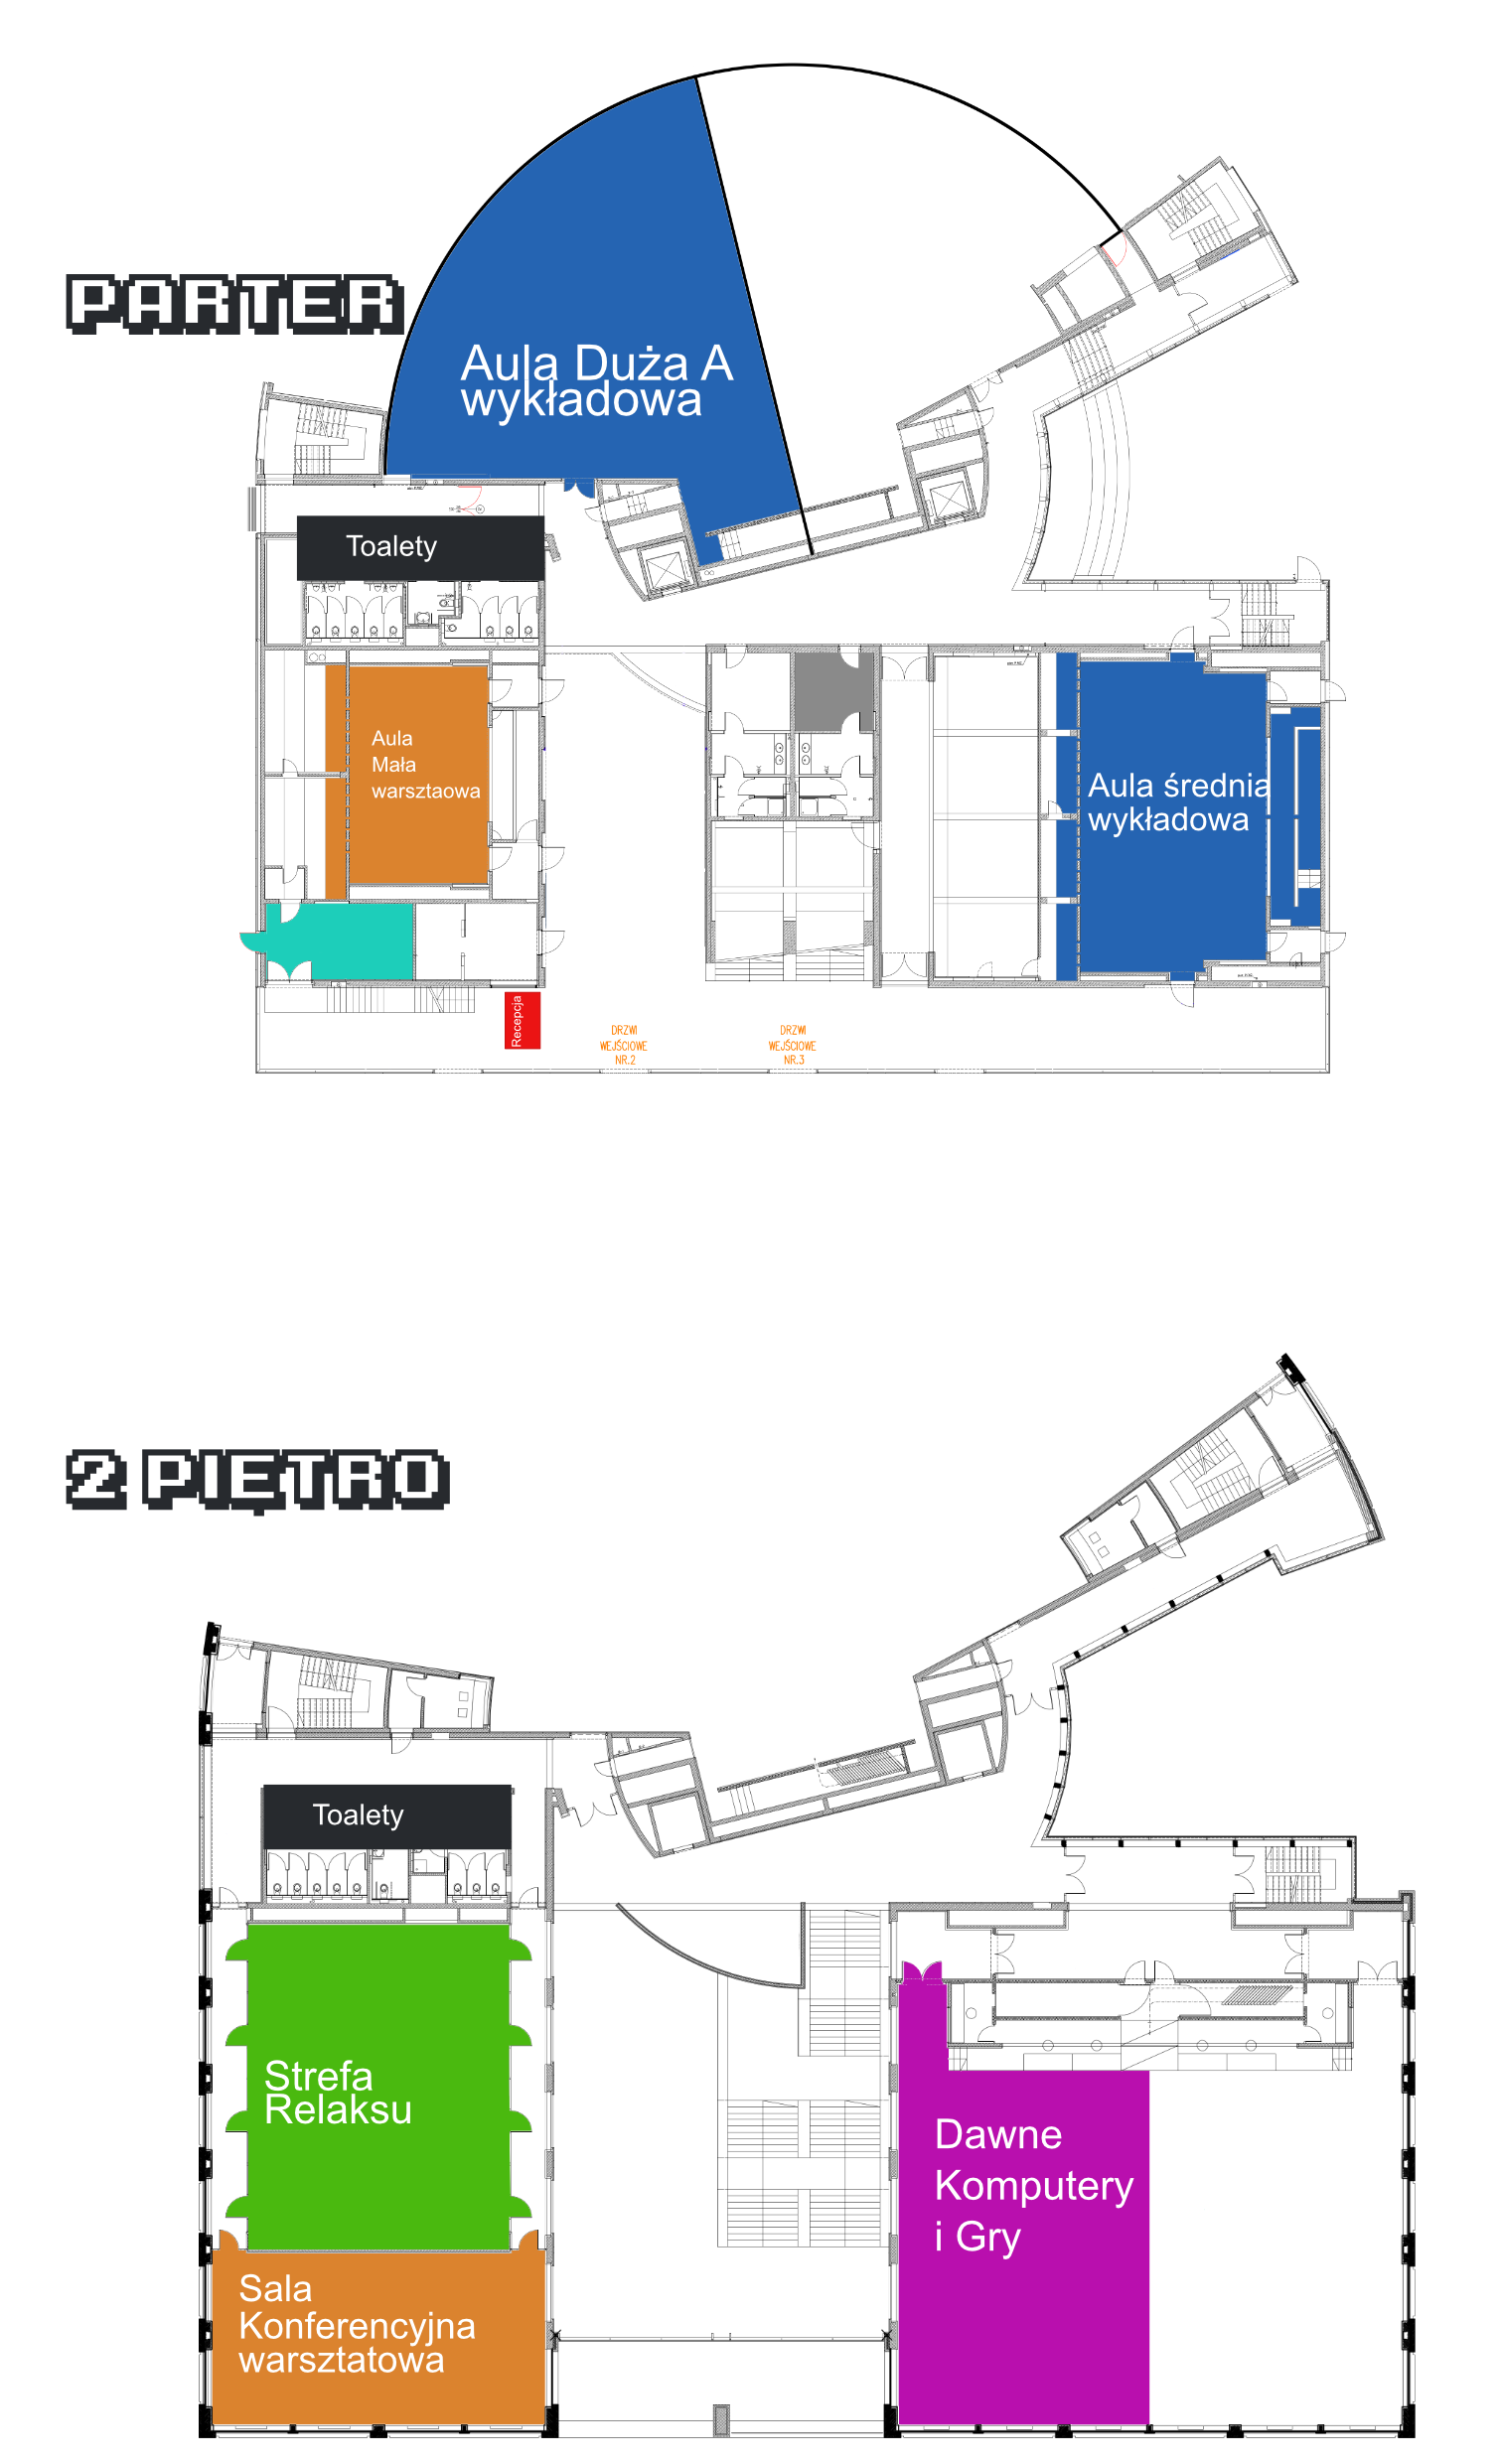 PARTER
Aula Duża A
wykładowa
Toalety
Aula
Mała
warsztaowa
Aula średnia
wykładowa
Recepcja
DRZWI
WEJŚCIOWE
NR.2
DRZWI
WEJŚCIOWE
NR.3
2 PIĘTRO
Toalety
Strefa
Relaksu
Dawne
Komputery
i Gry
Sala
Konferencyjna
warsztatowa